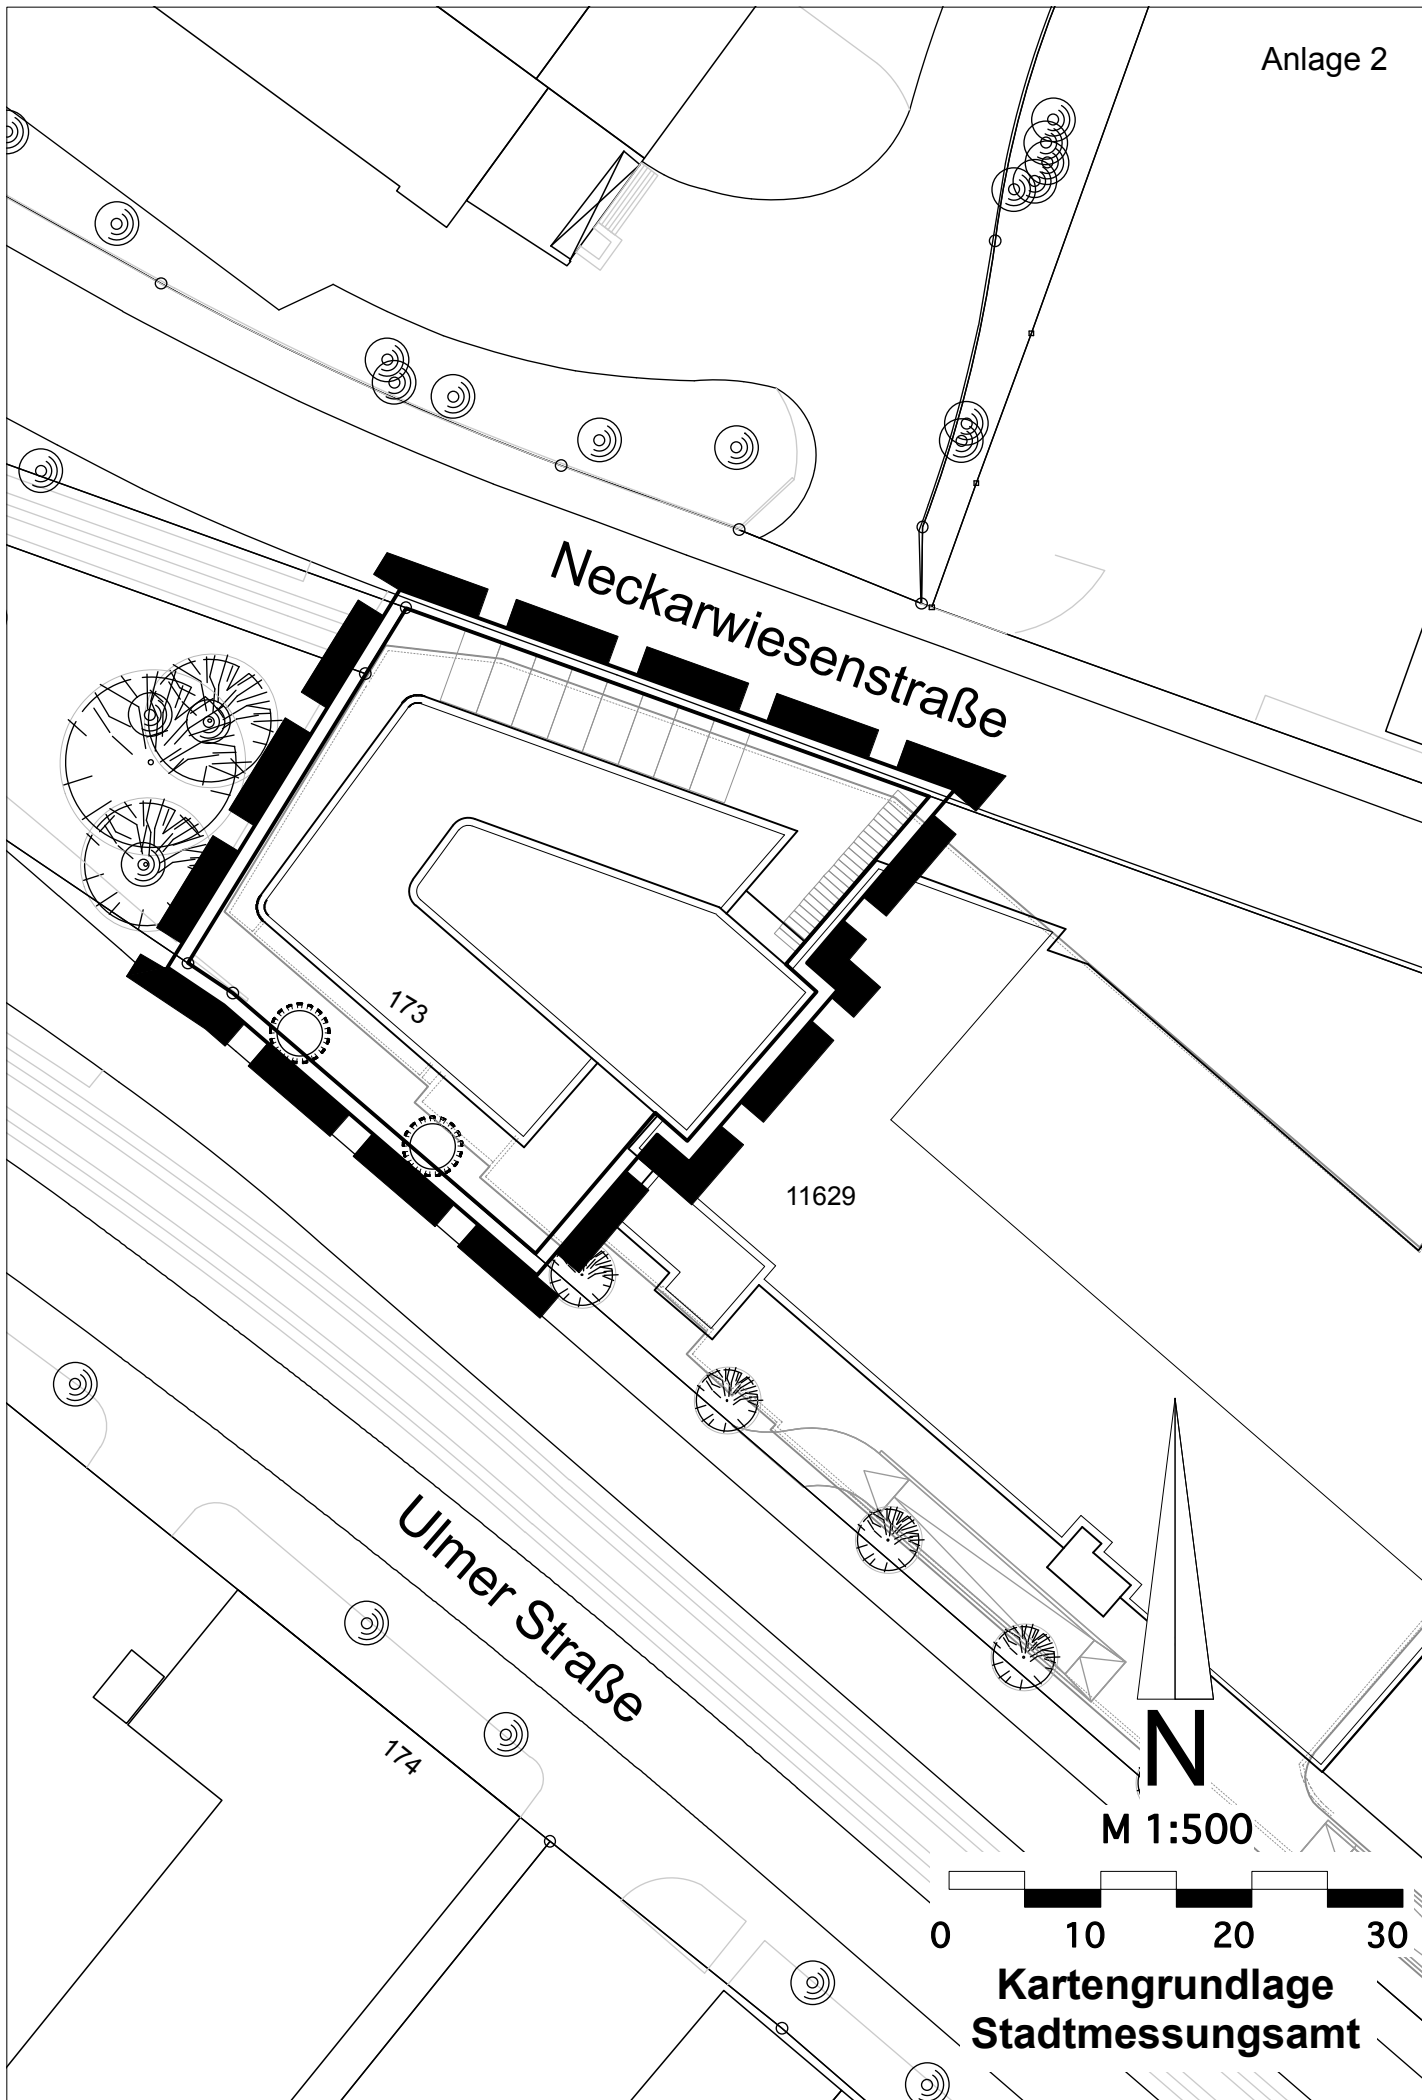 Anlage 2
Neckarwiesenstraße
173
11629
Ulmer Straße
174
N
M 1:500
0 10 20 30
Kartengrundlage
Stadtmessungsamt